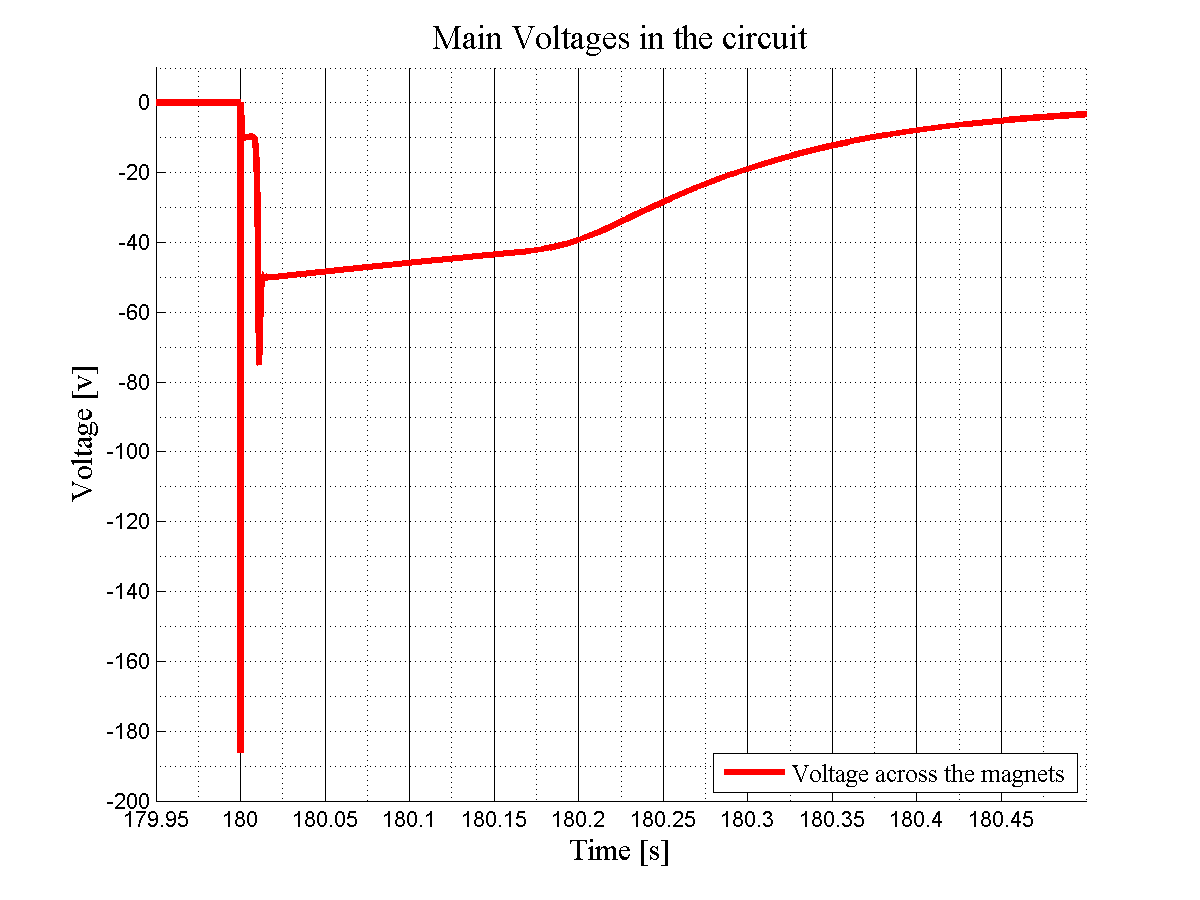 Main Voltages in the circuit
Voltage [v]
0
-20
-40
-60
-80
-100
-120
-140
-160
-180
-200
179.95 180 180.05 180.1 180.15 180.2 180.25 180.3 180.35 180.4 180.45
Time [s]
Voltage across the magnets